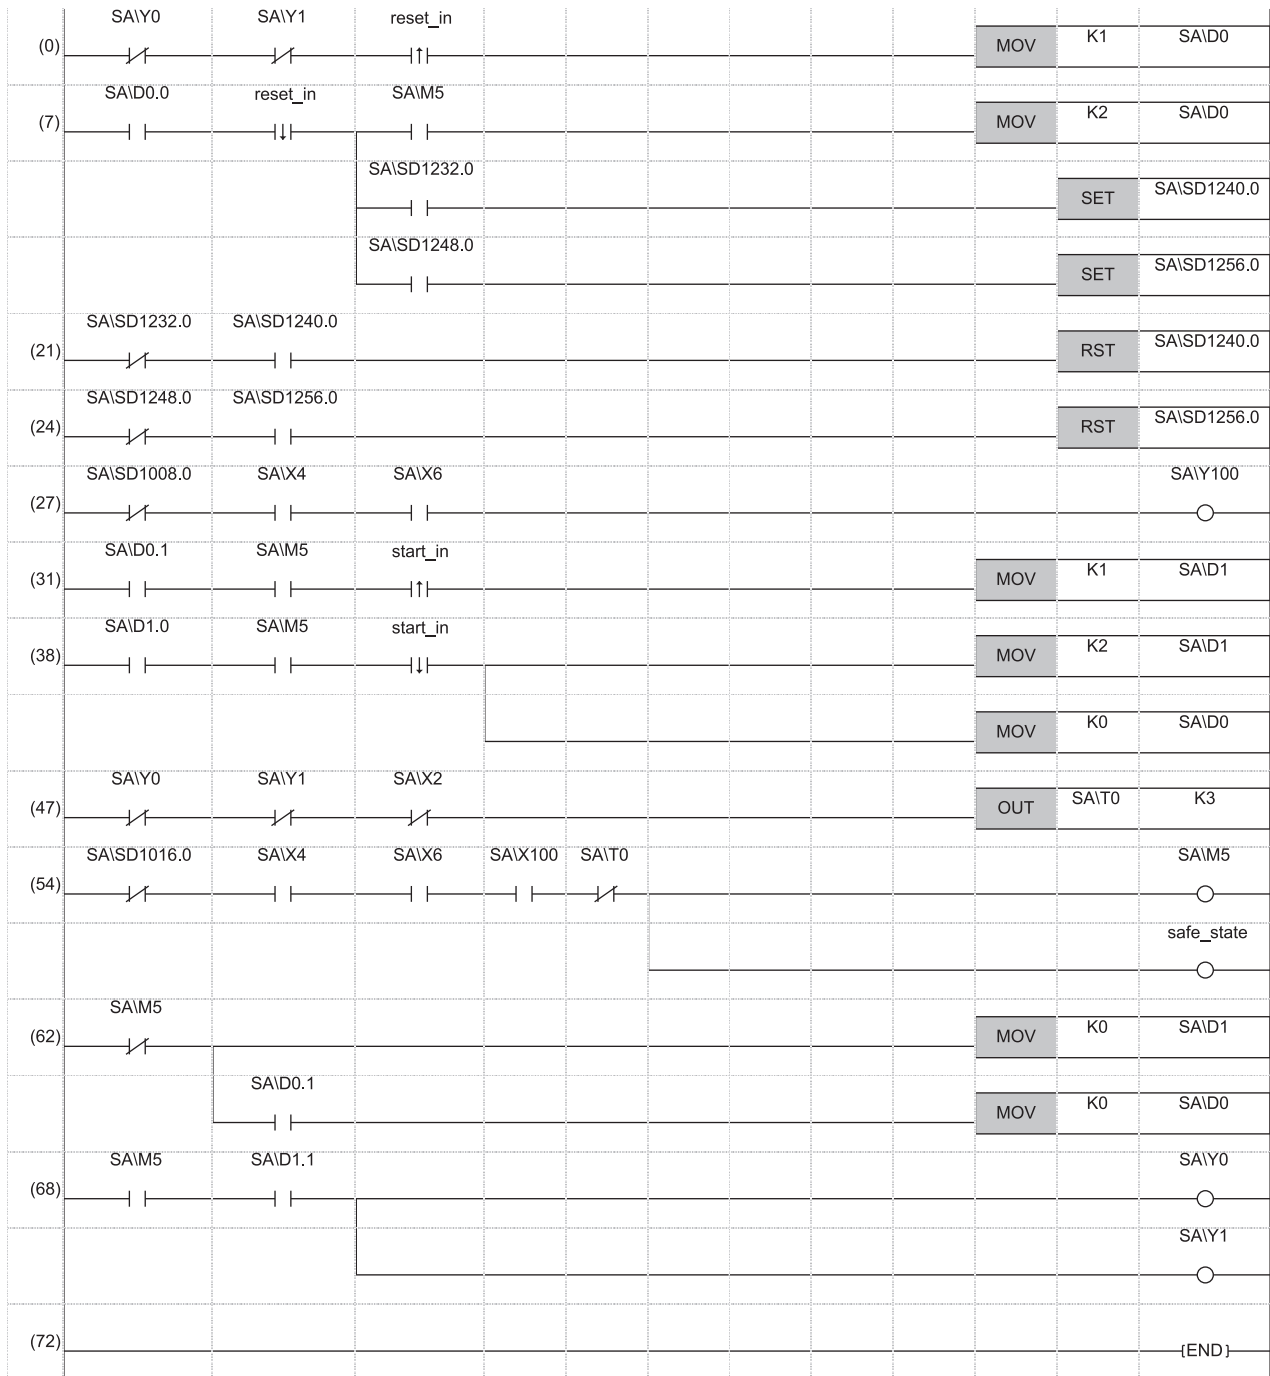 SA\Y0 SA\Y1 reset_in
(0) MOV K1 SA\D0
SA\D0.0 reset_in SA\M5
(7) MOV K2 SA\D0
SA\SD1232.0
SET SA\SD1240.0
SA\SD1248.0
SET SA\SD1256.0
SA\SD1232.0 SA\SD1240.0
(21) RST SA\SD1240.0
SA\SD1248.0 SA\SD1256.0
(24) RST SA\SD1256.0
SA\SD1008.0 SA\X4 SA\X6 SA\Y100
(27)
SA\D0.1 SA\M5 start_in
(31) MOV K1 SA\D1
SA\D1.0 SA\M5 start_in
(38) MOV K2 SA\D1
MOV K0 SA\D0
SA\Y0 SA\Y1 SA\X2
(47) OUT SA\T0 K3
SA\SD1016.0 SA\X4 SA\X6 SA\X100 SA\T0 SA\M5
(54)
safe_state
SA\M5
(62) MOV K0 SA\D1
SA\D0.1
MOV K0 SA\D0
SA\M5 SA\D1.1 SA\Y0
(68)
SA\Y1
(72) [END]